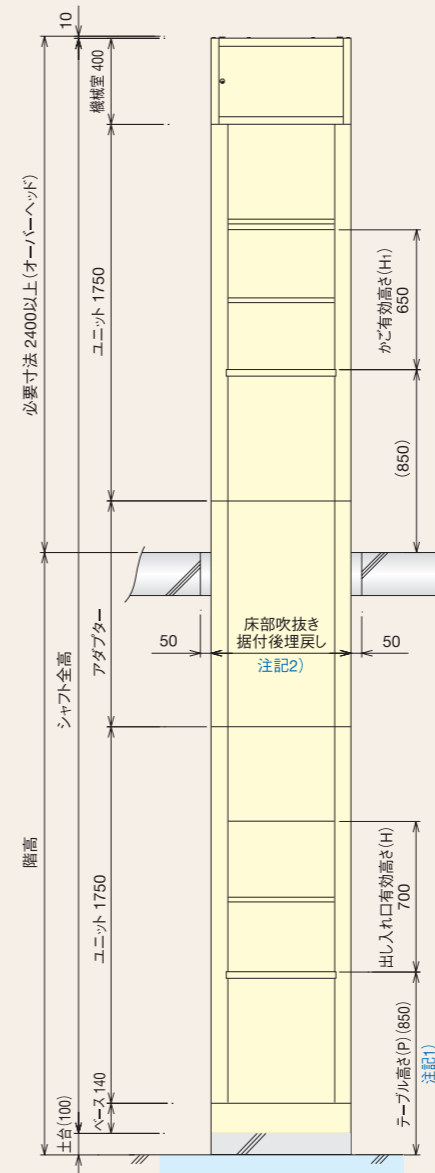 10
機械室 400
必要寸法 2400以上(オーバーヘッド)
ユニット 1750
かご有効高さ(H1)
650
(850)
50
床部吹抜き
据付後埋戻し
注記2)
50
アダプター
シャフト全高
階高
ユニット 1750
出し入れ口有効高さ(H)
700
テーブル高さ(P) (850)
注記1)
ベース 140
土台(100)